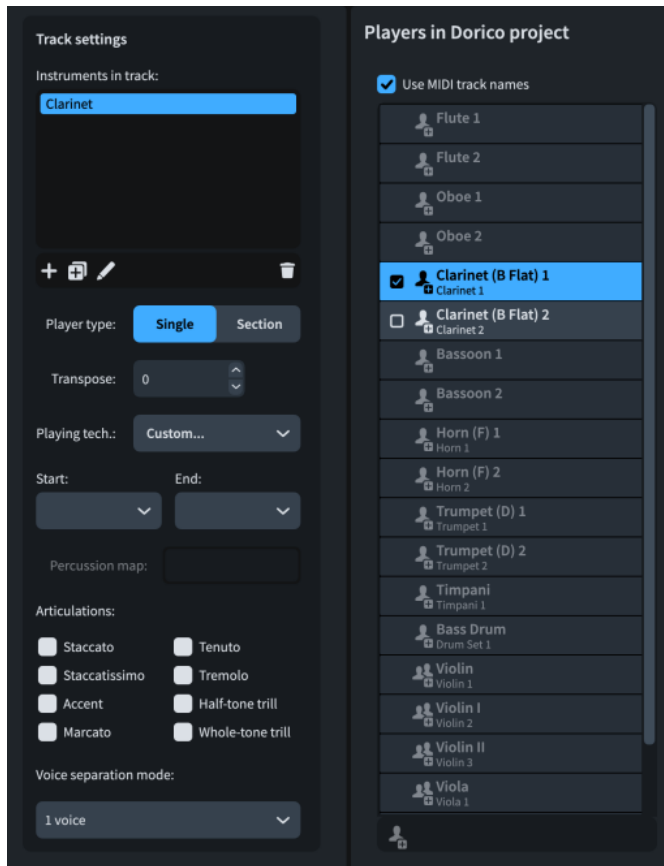 Track settings
Instruments in track:
Clarinet
Player type: Single Section
Transpose: 0
Playing tech.: Custom...
Start: End:
Percussion map:
Articulations:
Staccato Tenuto
Staccatissimo Tremolo
Accent Half-tone trill
Marcato Whole-tone trill
Voice separation mode:
1 voice
Players in Dorico project
Use MIDI track names
Flute 1
Flute 2
Oboe 1
Oboe 2
Clarinet (B Flat) 1
Clarinet 1
Clarinet (B Flat) 2
Clarinet 2
Bassoon 1
Bassoon 2
Horn (F) 1
Horn 1
Horn (F) 2
Horn 2
Trumpet (D) 1
Trumpet 1
Trumpet (D) 2
Trumpet 2
Timpani
Timpani 1
Bass Drum
Drum Set 1
Violin
Violin 1
Violin I
Violin 2
Violin II
Violin 3
Viola
Viola 1